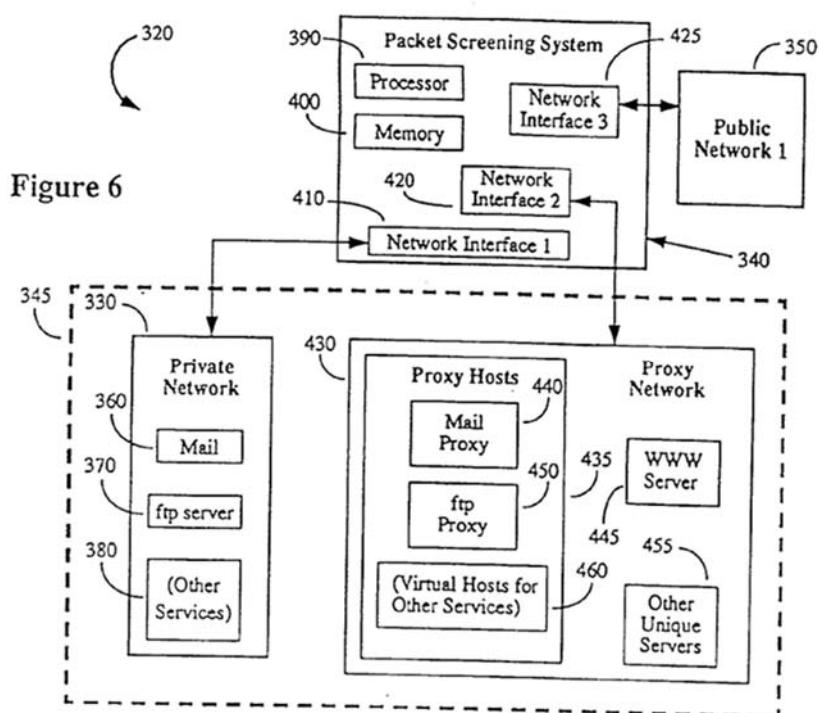 320
390
Packet Screening System
425
350
Processor
400
Network
Interface 3
Memory
Public
Network 1
Figure 6
420
Network
Interface 2
410
Network Interface 1
340
345
330
430
Private
Network
Proxy Hosts
Proxy
Network
360
440
Mail
Mail
Proxy
WWW
Server
370
450
435
ftp server
ftp
Proxy
445
455
380
(Other
Services)
460
(Virtual Hosts for
Other Services)
Other
Unique
Servers